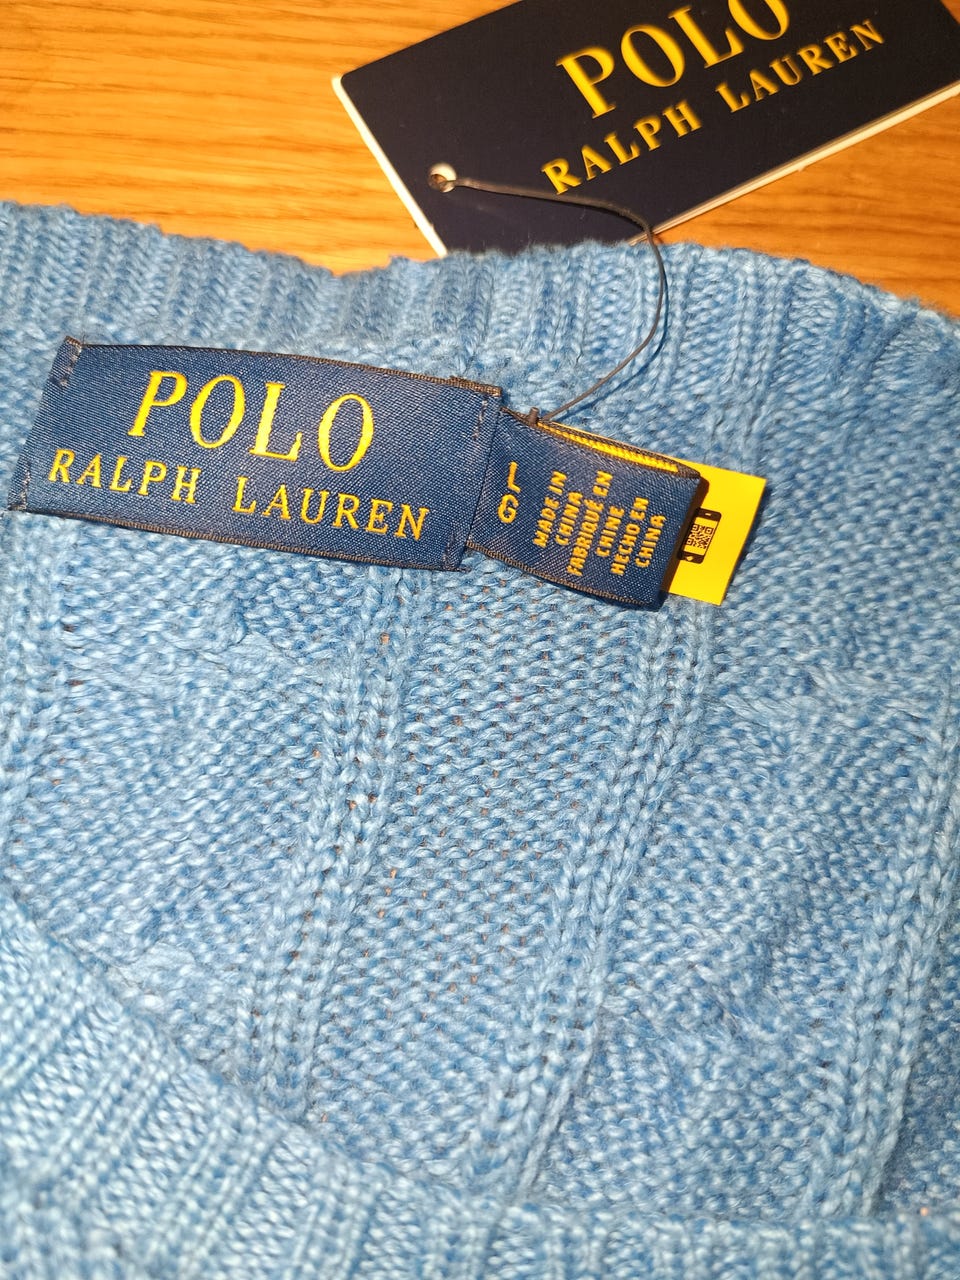 POLO
RALPH LAUREN
POLO
RALPH LAUREN
L
G
MADE IN
CHINA
FABRIQUÉ EN
CHINE
HECHO EN
CHINA